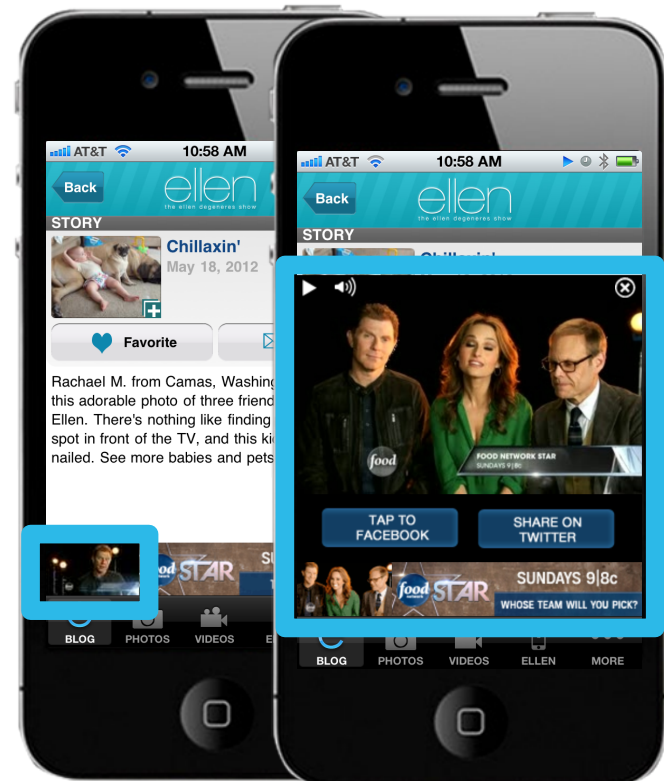 AT&T 10:58 AM
Back
ellen
the ellen degeneres show
STORY
Chillaxin'
May 18, 2012
Favorite
Rachael M. from Camas,
this adorable photo of three
Ellen. There's nothing like finding
spot in front of the TV, and this
nailed. See more babies and pets
food
STAR
BLOG
PHOTOS
VIDEOS
E
AT&T 10:58 AM
Back
ellen
the ellen degeneres show
STORY
food
FOOD NETWORK STAR
SUNDAYS 9|8c
TAP TO
FACEBOOK
SHARE ON
TWITTER
food
NETWORK
STAR
SUNDAYS 9|8c
WHOSE TEAM WILL YOU PICK?
BLOG
PHOTOS
VIDEOS
ELLEN
MORE